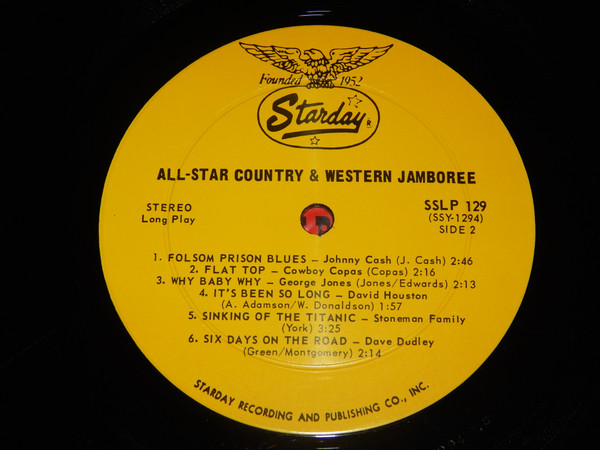 Founded 1952
Starday®
ALL-STAR COUNTRY & WESTERN JAMBOREE
STEREO
Long Play
SSLP 129
(SSY-1294)
SIDE 2
1. FOLSOM PRISON BLUES – Johnny Cash (J. Cash) 2:46
2. FLAT TOP – Cowboy Copas (Copas) 2:16
3. WHY BABY WHY – George Jones (Jones/Edwards) 2:13
4. IT'S BEEN SO LONG – David Houston
(A. Adamson/W. Donaldson) 1:57
5. SINKING OF THE TITANIC – Stoneman Family
(York) 3:25
6. SIX DAYS ON THE ROAD – Dave Dudley
(Green/Montgomery) 2:14
STARDAY RECORDING AND PUBLISHING CO., INC.